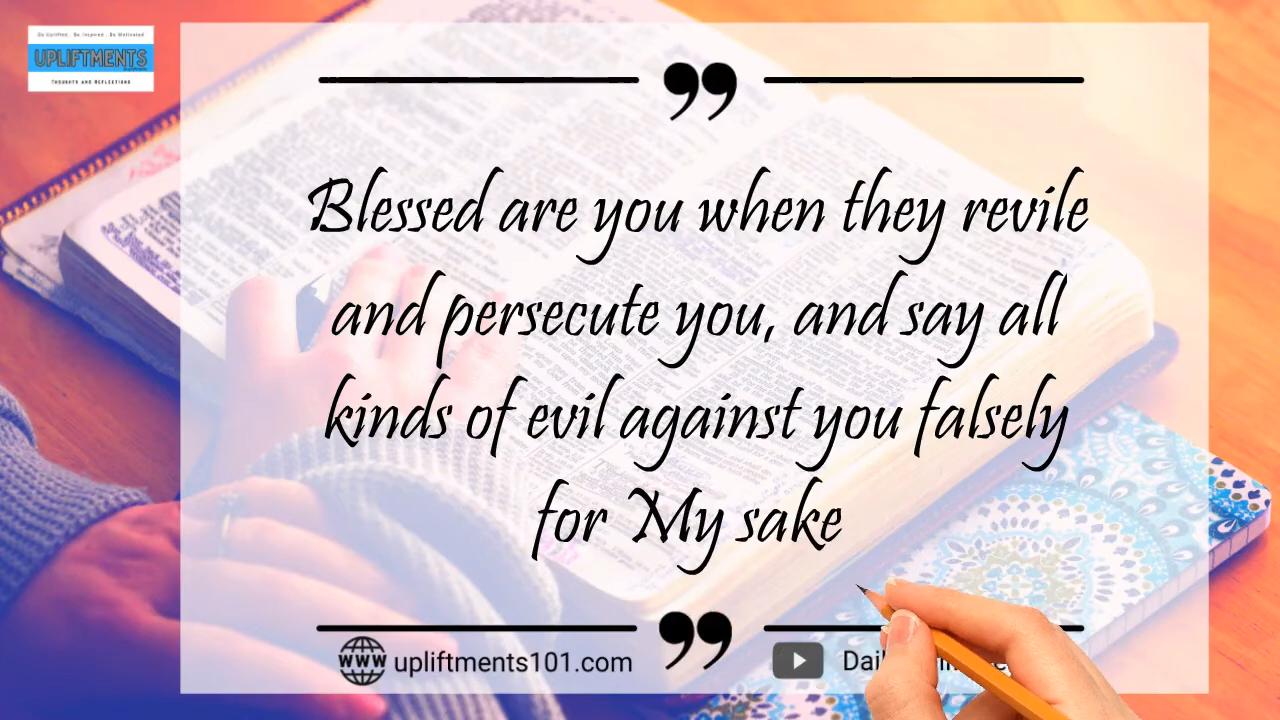 Be Uplifted . Be Inspired . Be Motivated
UPLIFTMENTS
THOUGHTS AND REFLECTIONS
Blessed are you when they revile
and persecute you, and say all
kinds of evil against you falsely
for My sake
www upliftments101.com